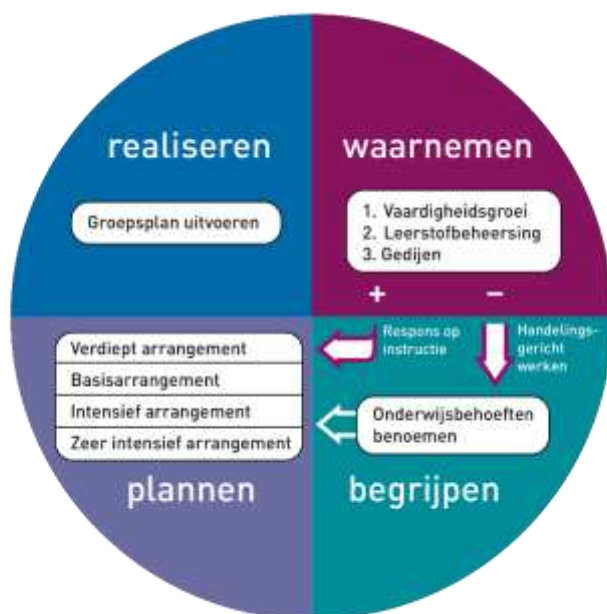 realiseren
Groepsplan uitvoeren
waarnemen
1. Vaardigheidsgroei
2. Leerstofbeheersing
3. Gedijen
+ −
Respons op
instructie
Handelings-
gericht
werken
Verdiept arrangement
Basisarrangement
Intensief arrangement
Zeer intensief arrangement
plannen
Onderwijsbehoeften
benoemen
begrijpen